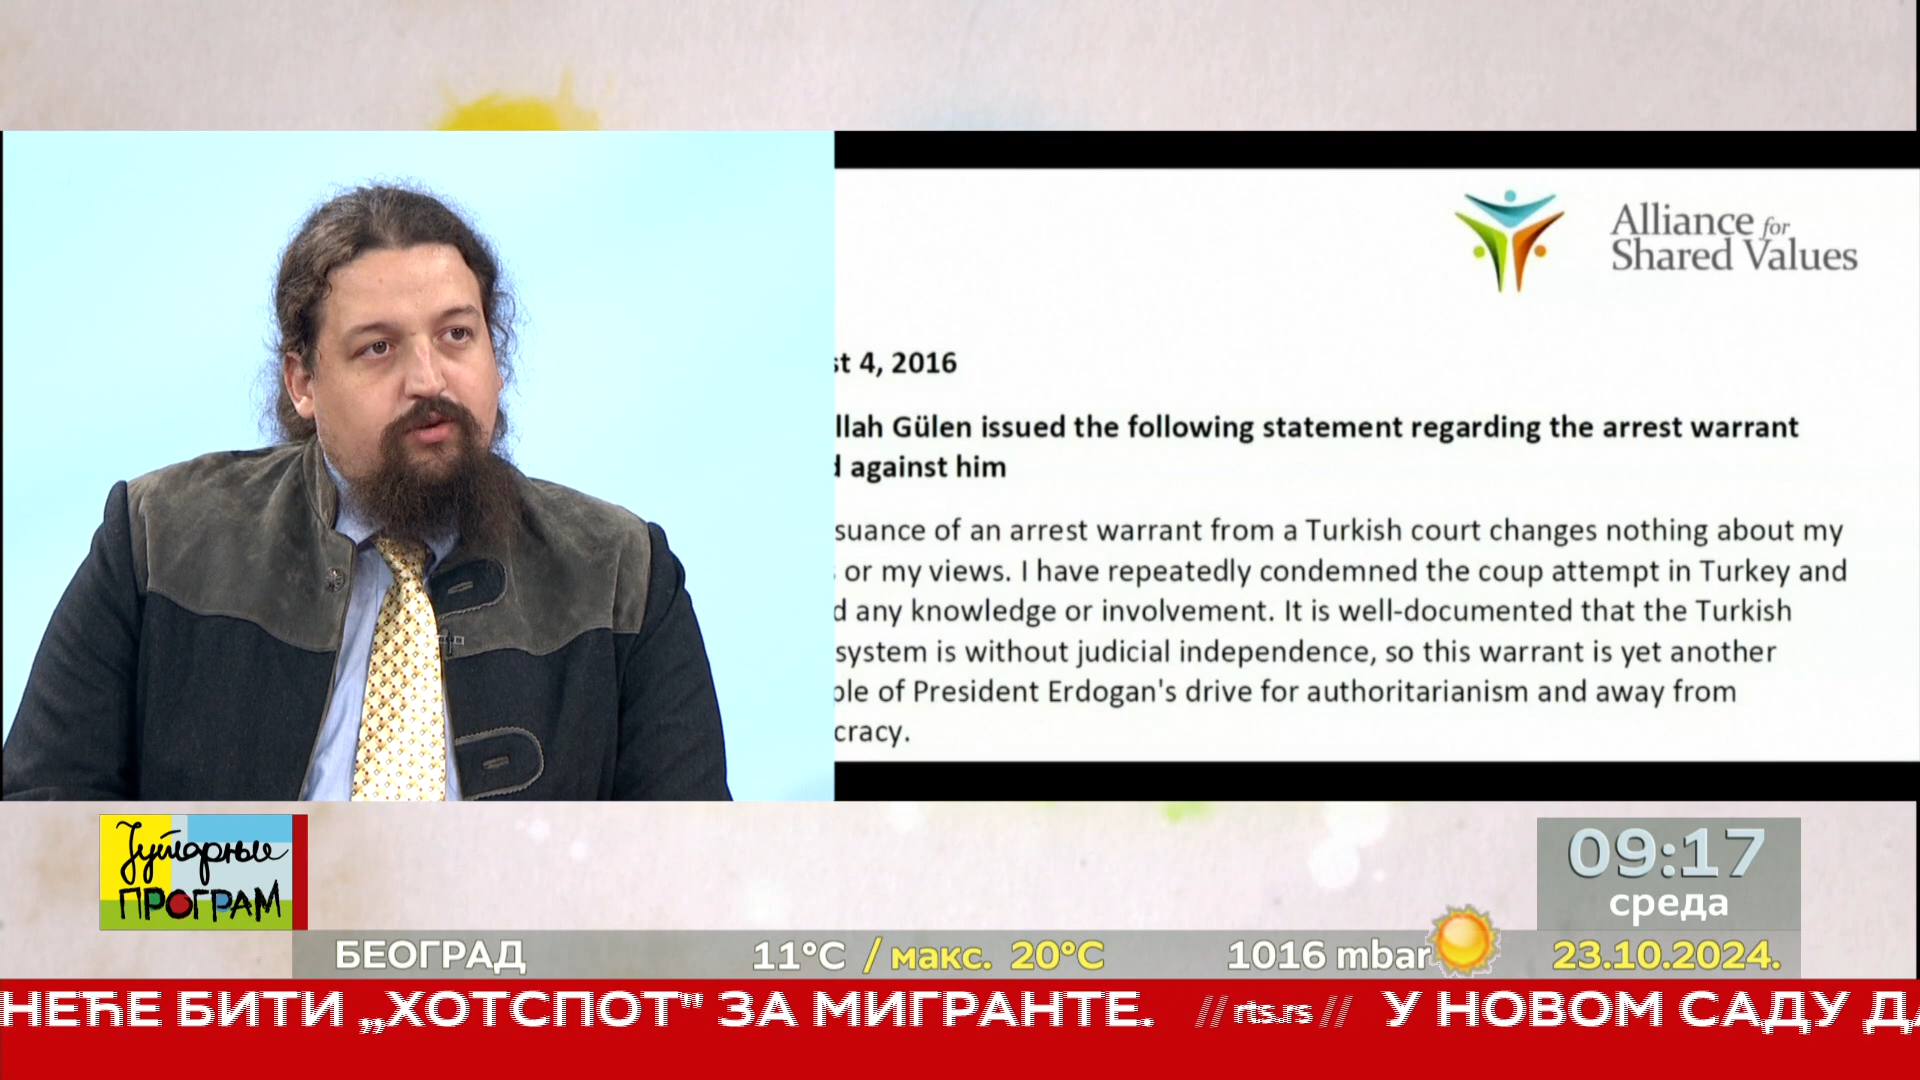 Alliance for
Shared Values
st 4, 2016
llah Gülen issued the following statement regarding the arrest warrant
d against him
suance of an arrest warrant from a Turkish court changes nothing about my
or my views. I have repeatedly condemned the coup attempt in Turkey and
d any knowledge or involvement. It is well-documented that the Turkish
system is without judicial independence, so this warrant is yet another
ple of President Erdogan's drive for authoritarianism and away from
cracy.
Јутарњи
ПРОГРАМ
09:17
среда
БЕОГРАД 11°C / макс. 20°C 1016 mbar 23.10.2024.
НЕЋЕ БИТИ „ХОТСПОТ" ЗА МИГРАНТЕ. // rts.rs // У НОВОМ САДУ ДА